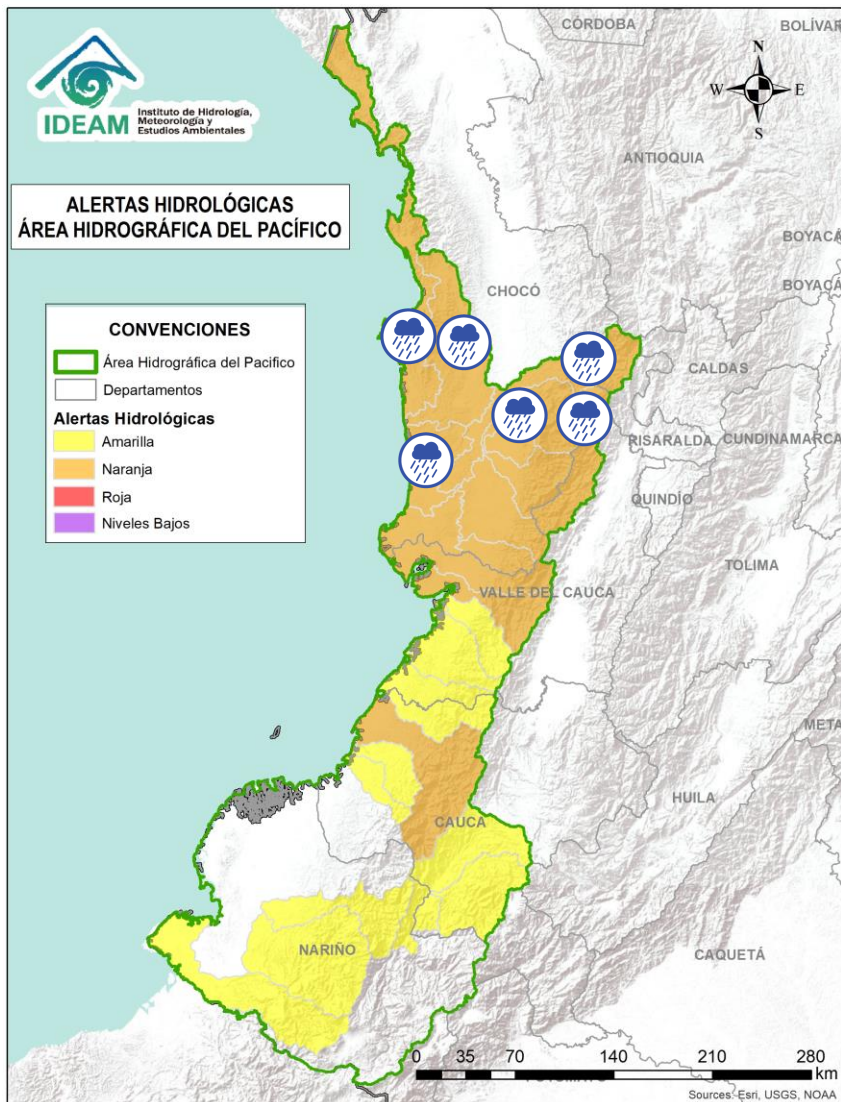 CÓRDOBA
BOLÍVAR
IDEAM
Instituto de Hidrología,
Meteorología y
Estudios Ambientales
N
W
E
S
ANTIOQUIA
ALERTAS HIDROLÓGICAS
ÁREA HIDROGRÁFICA DEL PACÍFICO
BOYACÁ
BOYACÁ
CHOCÓ
CONVENCIONES
Área Hidrográfica del Pacifico
Departamentos
Alertas Hidrológicas
Amarilla
Naranja
Roja
Niveles Bajos
CALDAS
RISARALDA
CUNDINAMARCA
QUINDÍO
TOLIMA
VALLE DEL CAUCA
META
HUILA
CAUCA
NARIÑO
CAQUETÁ
0 35 70 140 210 280
km
Sources: Esri, USGS, NOAA